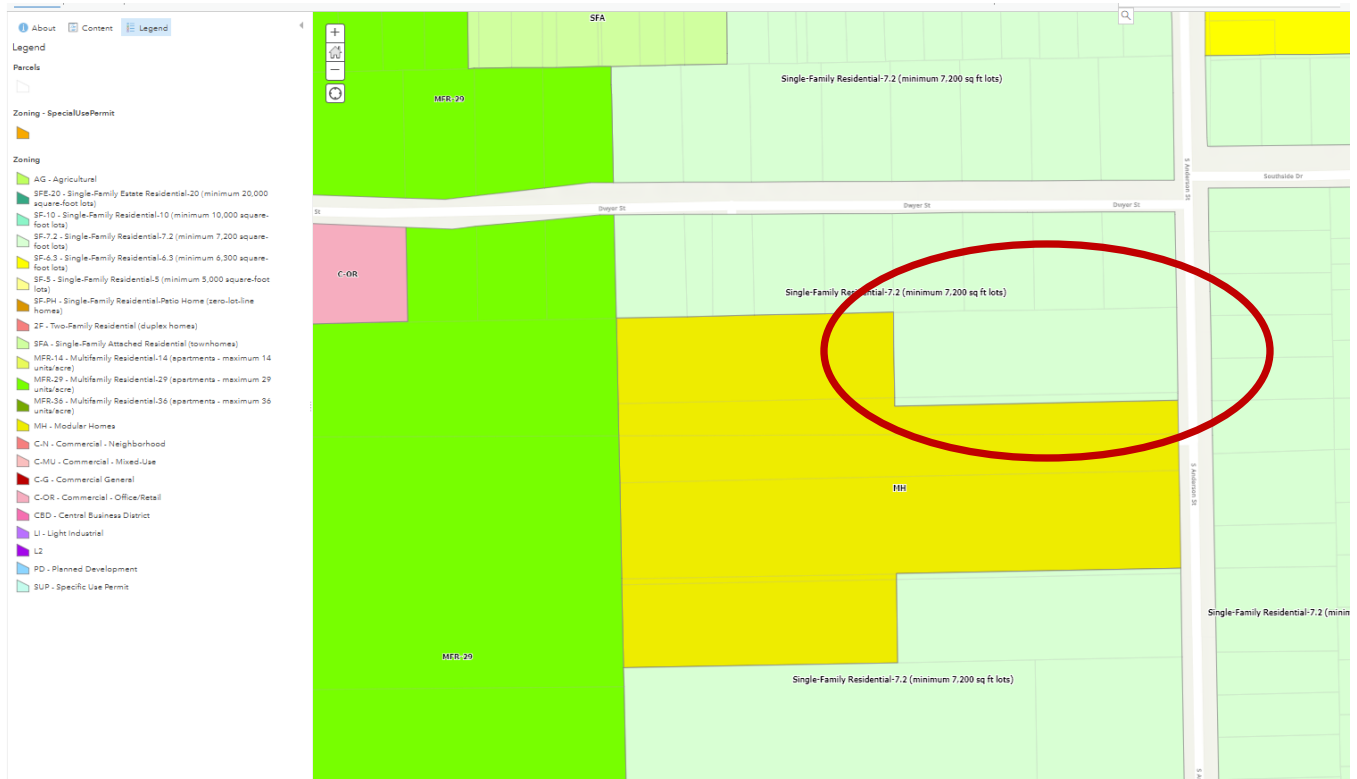 About
Content
Legend
Legend
Parcels
Zoning - SpecialUsePermit
Zoning
AG - Agricultural
SFE-20 - Single-Family Estate Residential-20 (minimum 20,000
square-foot lots)
SF-10 - Single-Family Residential-10 (minimum 10,000 square-
foot lots)
SF-7.2 - Single-Family Residential-7.2 (minimum 7,200 square-
foot lots)
SF-6.3 - Single-Family Residential-6.3 (minimum 6,300 square-
foot lots)
SF-5 - Single-Family Residential-5 (minimum 5,000 square-foot
lots)
SF-PH - Single-Family Residential-Patio Home (zero-lot-line
homes)
2F - Two-Family Residential (duplex homes)
SFA - Single-Family Attached Residential (townhomes)
MFR-14 - Multifamily Residential-14 (apartments - maximum 14
units/acre)
MFR-29 - Multifamily Residential-29 (apartments - maximum 29
units/acre)
MFR-36 - Multifamily Residential-36 (apartments - maximum 36
units/acre)
MH - Modular Homes
C-N - Commercial - Neighborhood
C-MU - Commercial - Mixed-Use
C-G - Commercial General
C-OR - Commercial - Office/Retail
CBD - Central Business District
LI - Light Industrial
L2
PD - Planned Development
SUP - Specific Use Permit
SFA
Single-Family Residential-7.2 (minimum 7,200 sq ft lots)
MFR-29
S Anderson St
Southside Dr
St
Dwyer St
Dwyer St
Dwyer St
C-OR
Single-Family Residential-7.2 (minimum 7,200 sq ft lots)
S Anderson St
MH
Single-Family Residential-7.2 (minim
MFR-29
Single-Family Residential-7.2 (minimum 7,200 sq ft lots)
S A